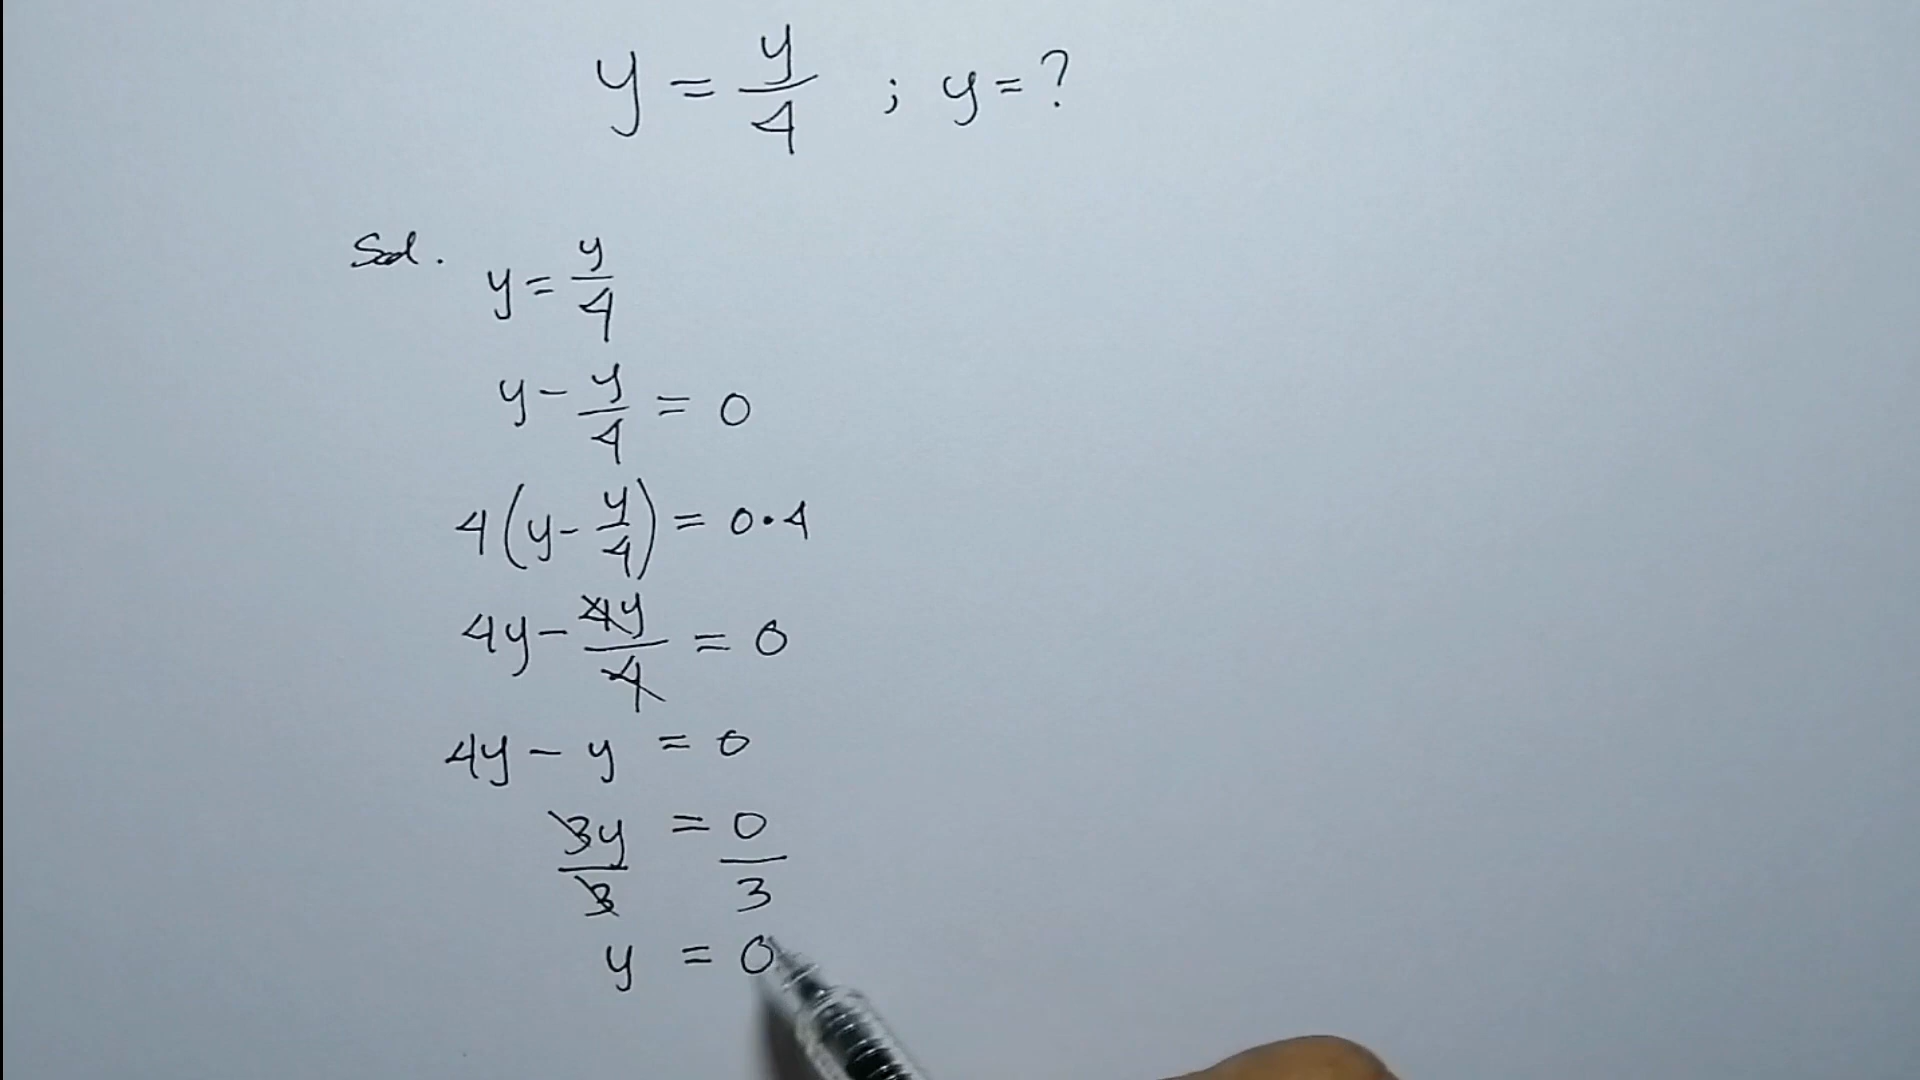 y = y/4 ; y = ?
Sol.
y = y/4
y - y/4 = 0
4(y - y/4) = 0·4
4y - 4y/4 = 0
4y - y = 0
3y/3 = 0/3
y = 0